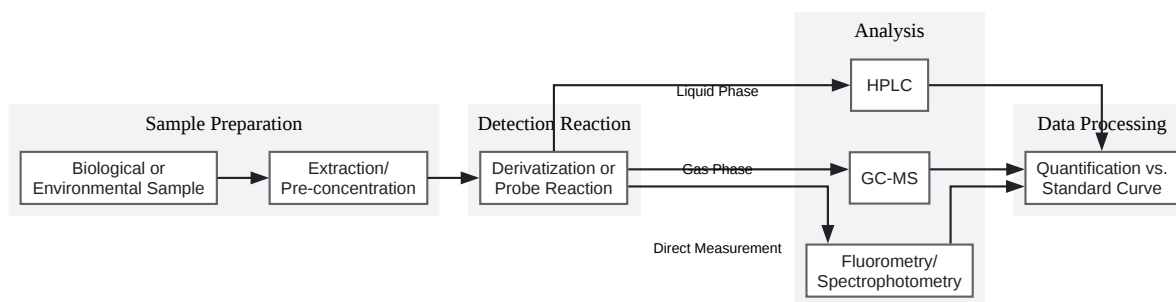 Analysis
HPLC
Liquid Phase
Sample Preparation
Detection Reaction
Data Processing
Biological or
Environmental Sample
Extraction/
Pre-concentration
Derivatization or
Probe Reaction
Gas Phase
GC-MS
Quantification vs.
Standard Curve
Direct Measurement
Fluorometry/
Spectrophotometry